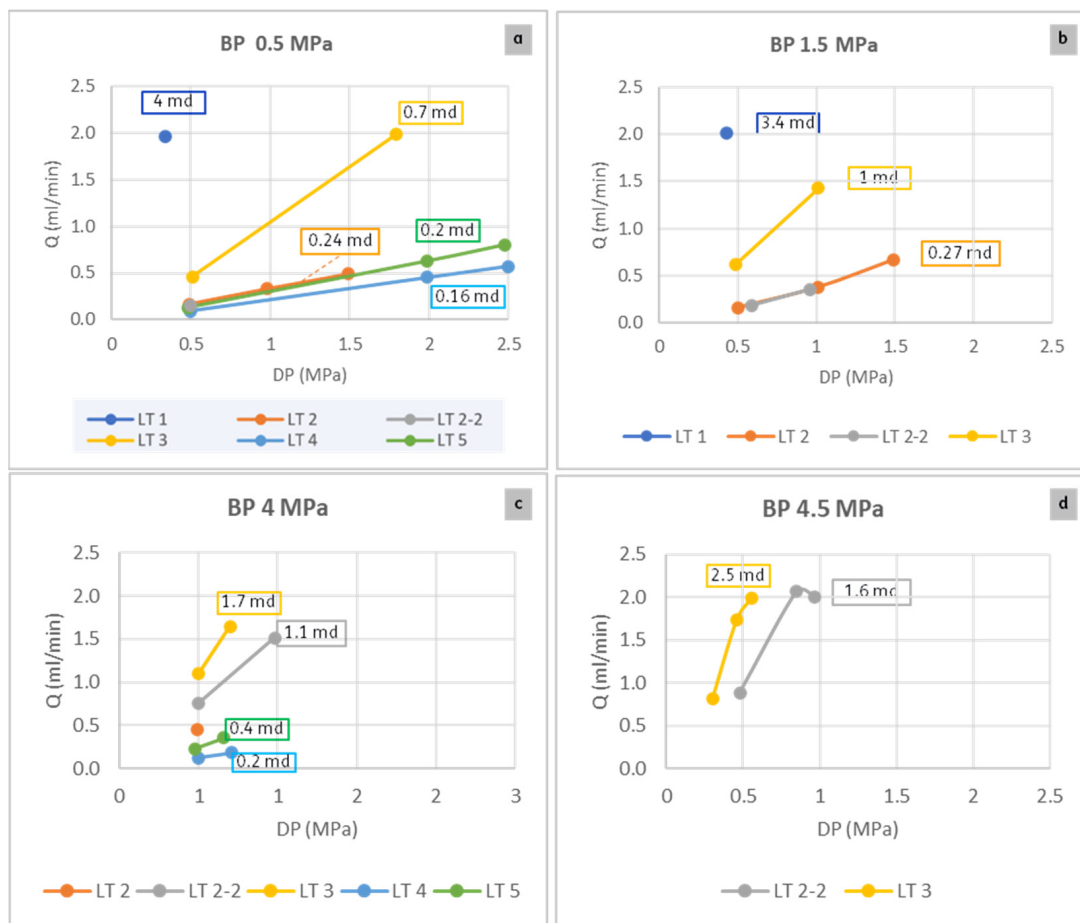 BP 0.5 MPa
a
2.5
2.0
1.5
1.0
0.5
0.0
Q (ml/min)
4 md
0.7 md
0.24 md
0.2 md
0.16 md
0 0.5 1 1.5 2 2.5
DP (MPa)
LT 1 LT 2 LT 2-2
LT 3 LT 4 LT 5
BP 1.5 MPa
b
2.5
2.0
1.5
1.0
0.5
0.0
Q (ml/min)
3.4 md
1 md
0.27 md
0 0.5 1 1.5 2 2.5
DP (MPa)
LT 1 LT 2 LT 2-2 LT 3
BP 4 MPa
c
2.5
2.0
1.5
1.0
0.5
0.0
Q (ml/min)
1.7 md
1.1 md
0.4 md
0.2 md
0 1 1 2 2 3
DP (MPa)
LT 2 LT 2-2 LT 3 LT 4 LT 5
BP 4.5 MPa
d
2.5
2.0
1.5
1.0
0.5
0.0
Q (ml/min)
2.5 md
1.6 md
0 0.5 1 1.5 2 2.5
DP (MPa)
LT 2-2 LT 3